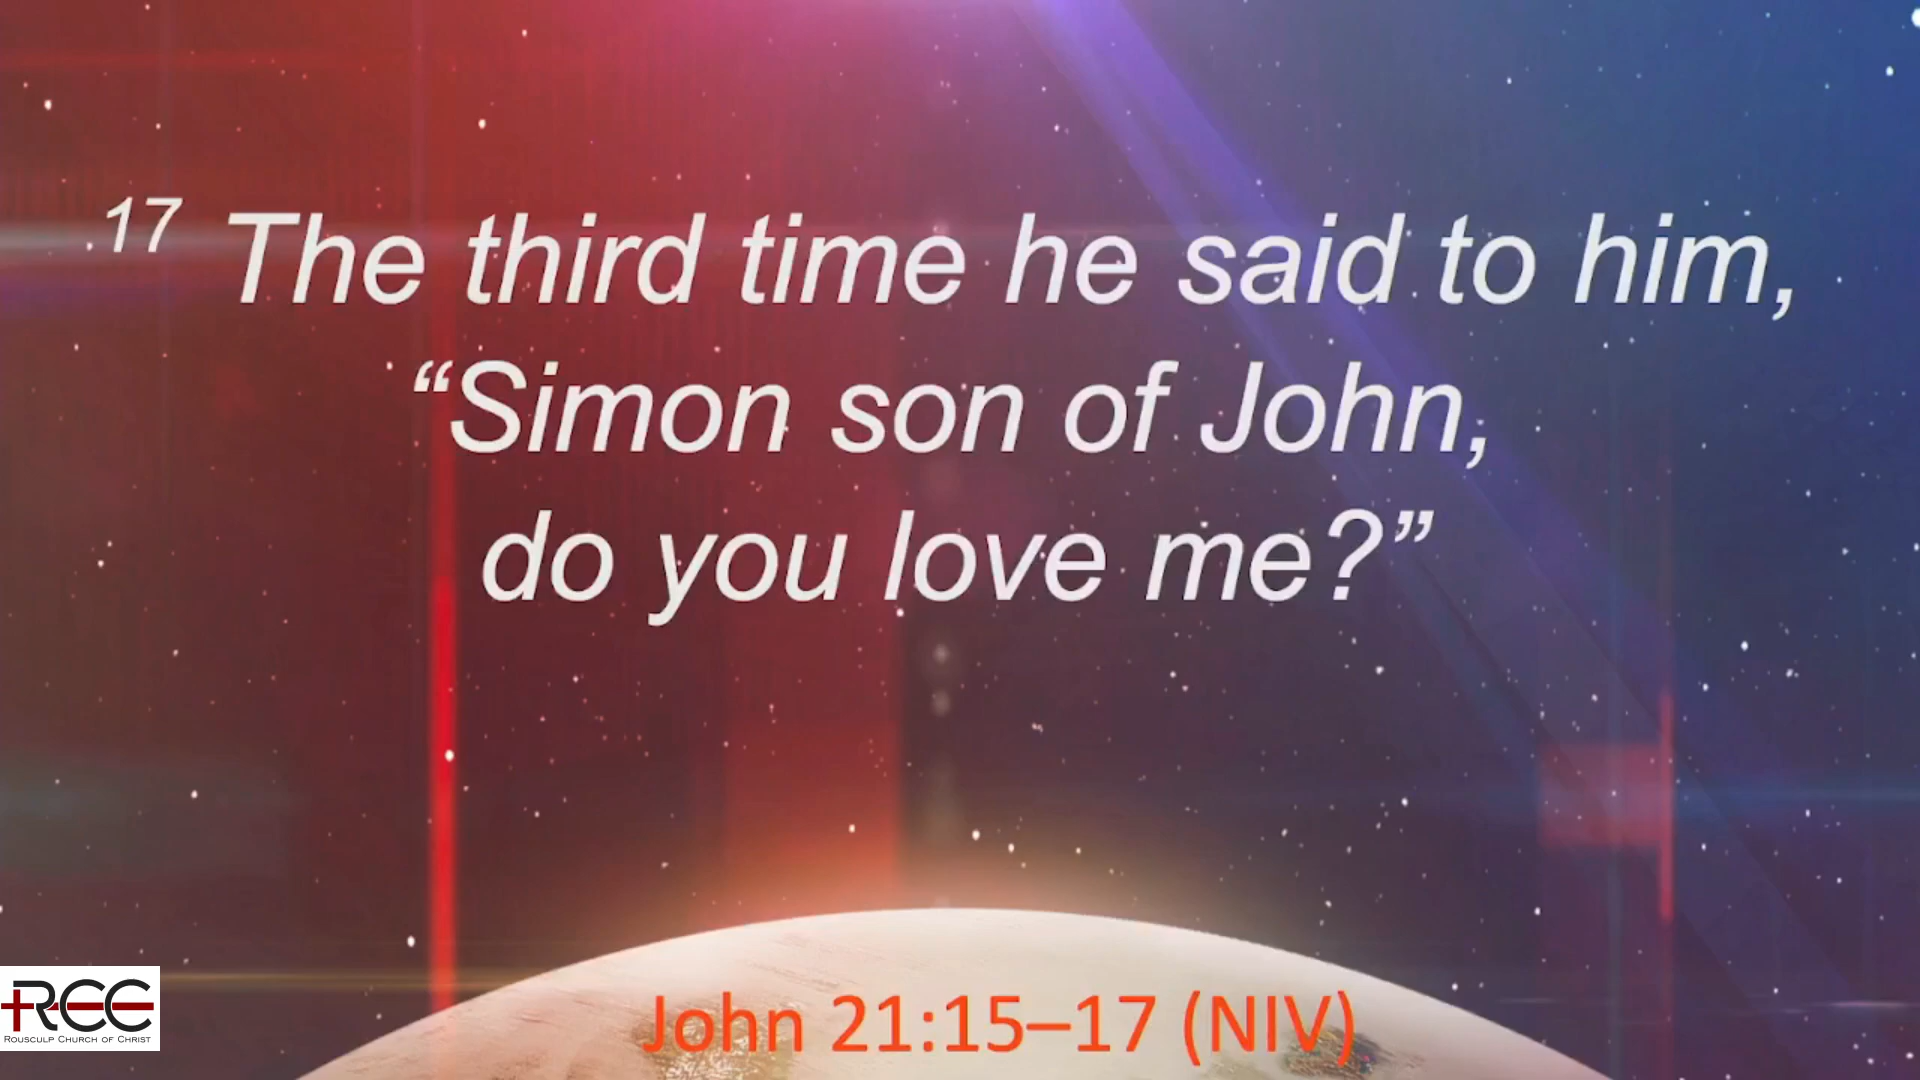 17 The third time he said to him,
“Simon son of John,
do you love me?”
John 21:15–17 (NIV)
RCC
Rousculp Church of Christ